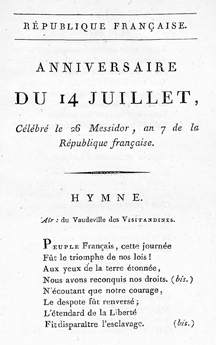 RÉPUBLIQUE FRANÇAISE.
ANNIVERSAIRE
DU 14 JUILLET,
Célébré le 26 Messidor, an 7 de la
République française.
HYMNE.
Air: du Vaudeville des VISITANDINES.
PEUPLE Français, cette journée
Fût le triomphe de nos lois!
Aux yeux de la terre étonnée,
Nous avons reconquis nos droits. (bis.)
N'écoutant que notre courage,
Le despote fût renversé;
L'étendard de la Liberté
Fit disparaître l'esclavage. (bis.)